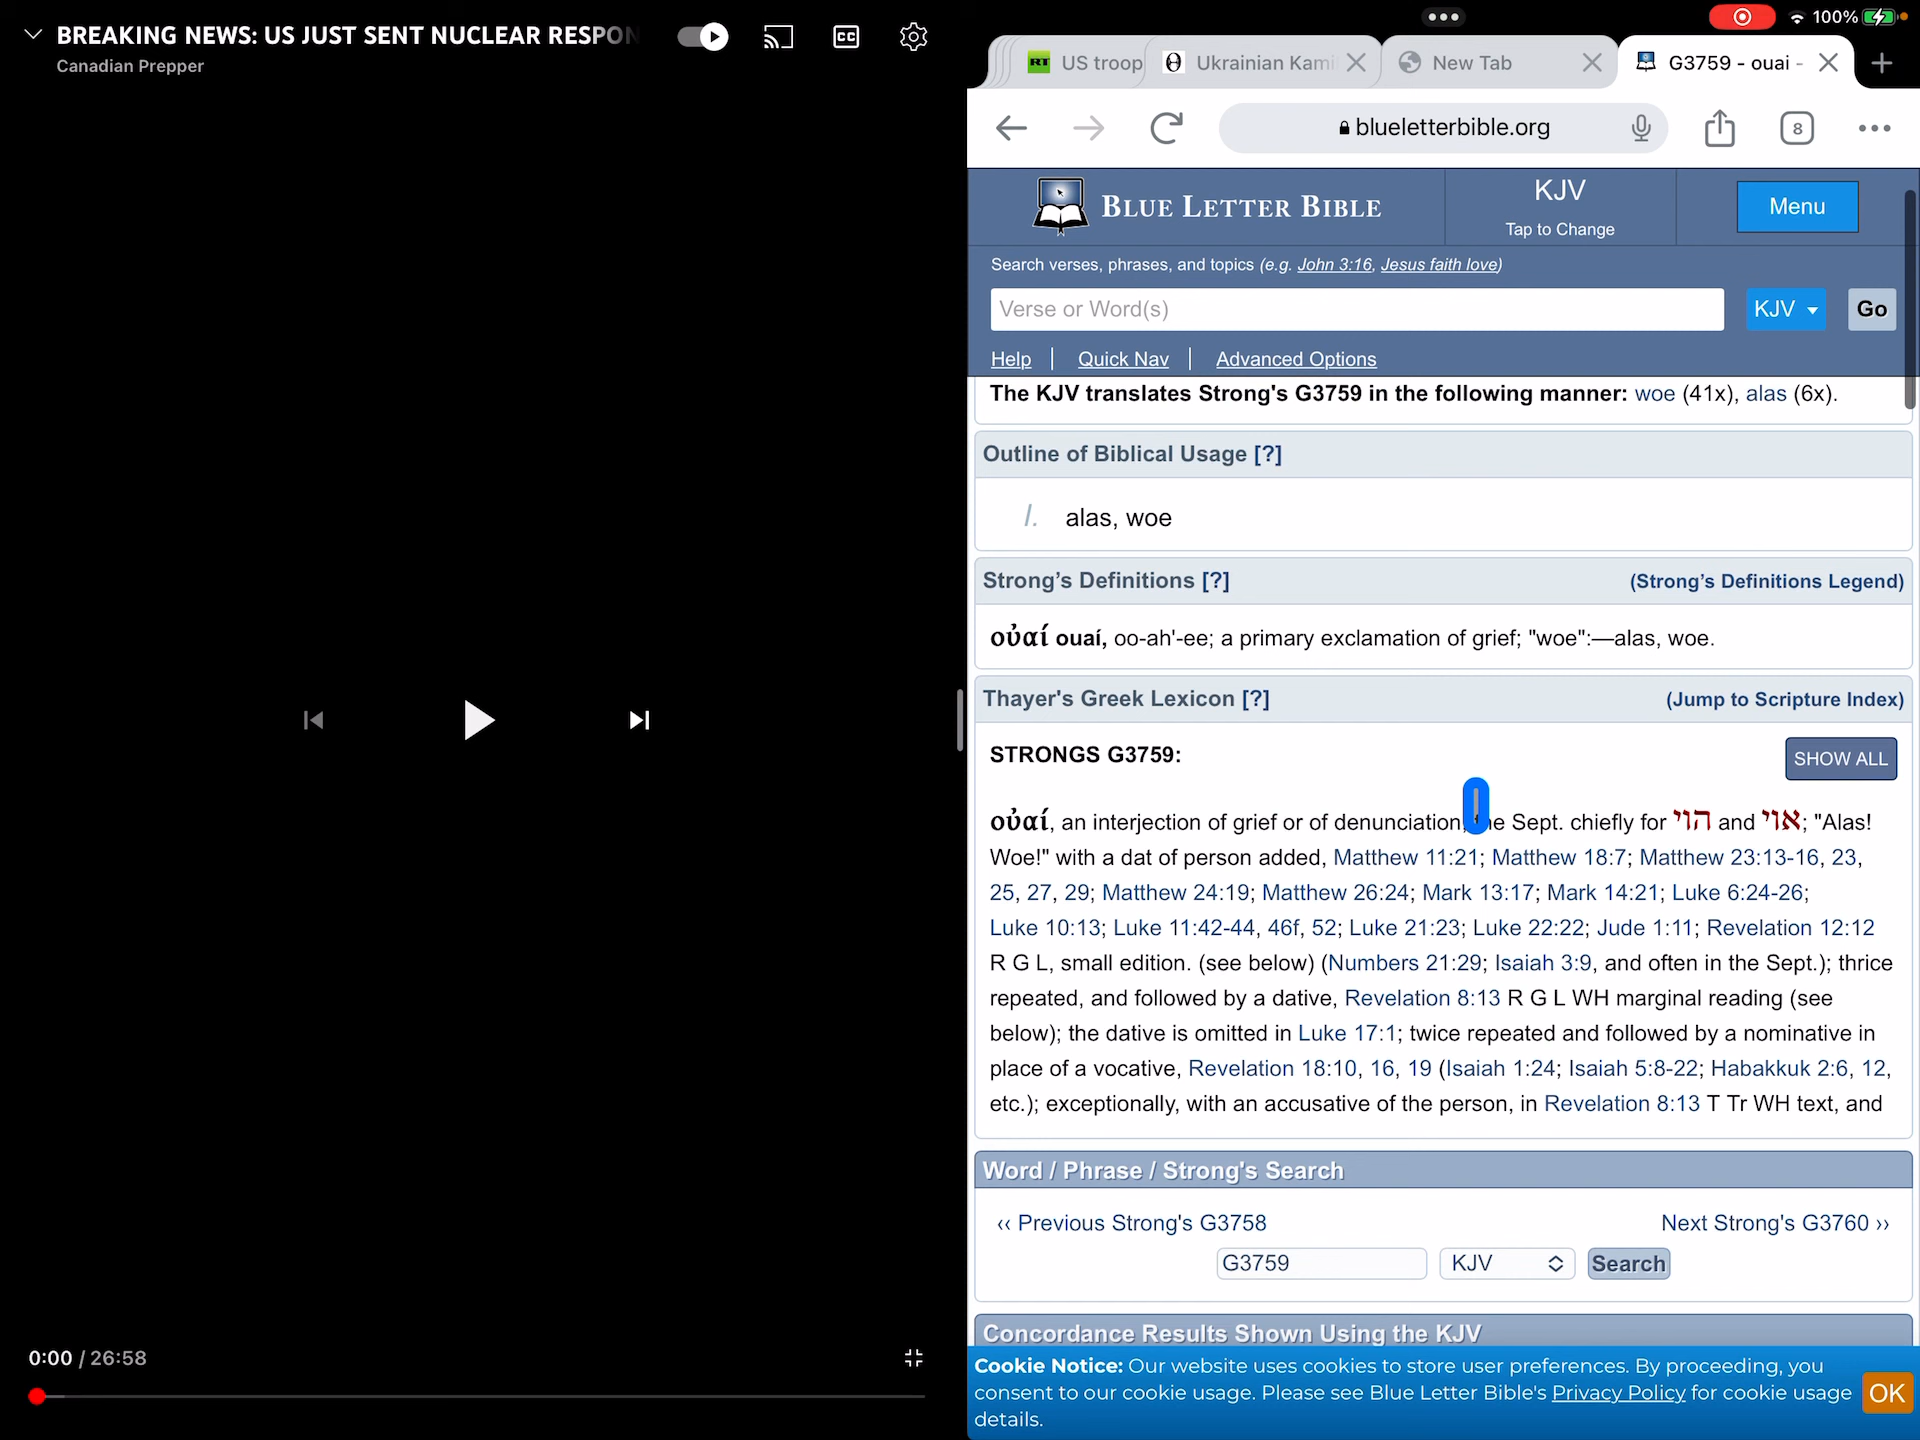 BREAKING NEWS: US JUST SENT NUCLEAR RESPON
Canadian Prepper
CC
0:00 / 26:58
100%
RT US troop
Ukrainian Kami
New Tab
G3759 - ouai -
blueletterbible.org
8
BLUE LETTER BIBLE
KJV
Tap to Change
Menu
Search verses, phrases, and topics (e.g. John 3:16, Jesus faith love)
Verse or Word(s)
KJV
Go
Help | Quick Nav | Advanced Options
The KJV translates Strong's G3759 in the following manner: woe (41x), alas (6x).
Outline of Biblical Usage [?]
I. alas, woe
Strong’s Definitions [?]
(Strong’s Definitions Legend)
οὐαί ouaí, oo-ah'-ee; a primary exclamation of grief; "woe":—alas, woe.
Thayer's Greek Lexicon [?]
(Jump to Scripture Index)
STRONGS G3759:
SHOW ALL
οὐαί, an interjection of grief or of denunciation; Sept. chiefly for הוי and אוי; "Alas!
Woe!" with a dat of person added, Matthew 11:21; Matthew 18:7; Matthew 23:13-16, 23,
25, 27, 29; Matthew 24:19; Matthew 26:24; Mark 13:17; Mark 14:21; Luke 6:24-26;
Luke 10:13; Luke 11:42-44, 46f, 52; Luke 21:23; Luke 22:22; Jude 1:11; Revelation 12:12
R G L, small edition. (see below) (Numbers 21:29; Isaiah 3:9, and often in the Sept.); thrice
repeated, and followed by a dative, Revelation 8:13 R G L WH marginal reading (see
below); the dative is omitted in Luke 17:1; twice repeated and followed by a nominative in
place of a vocative, Revelation 18:10, 16, 19 (Isaiah 1:24; Isaiah 5:8-22; Habakkuk 2:6, 12,
etc.); exceptionally, with an accusative of the person, in Revelation 8:13 T Tr WH text, and
Word / Phrase / Strong's Search
‹‹ Previous Strong's G3758
Next Strong's G3760 ››
G3759
KJV
Search
Concordance Results Shown Using the KJV
Cookie Notice: Our website uses cookies to store user preferences. By proceeding, you
consent to our cookie usage. Please see Blue Letter Bible's Privacy Policy for cookie usage
details.
OK